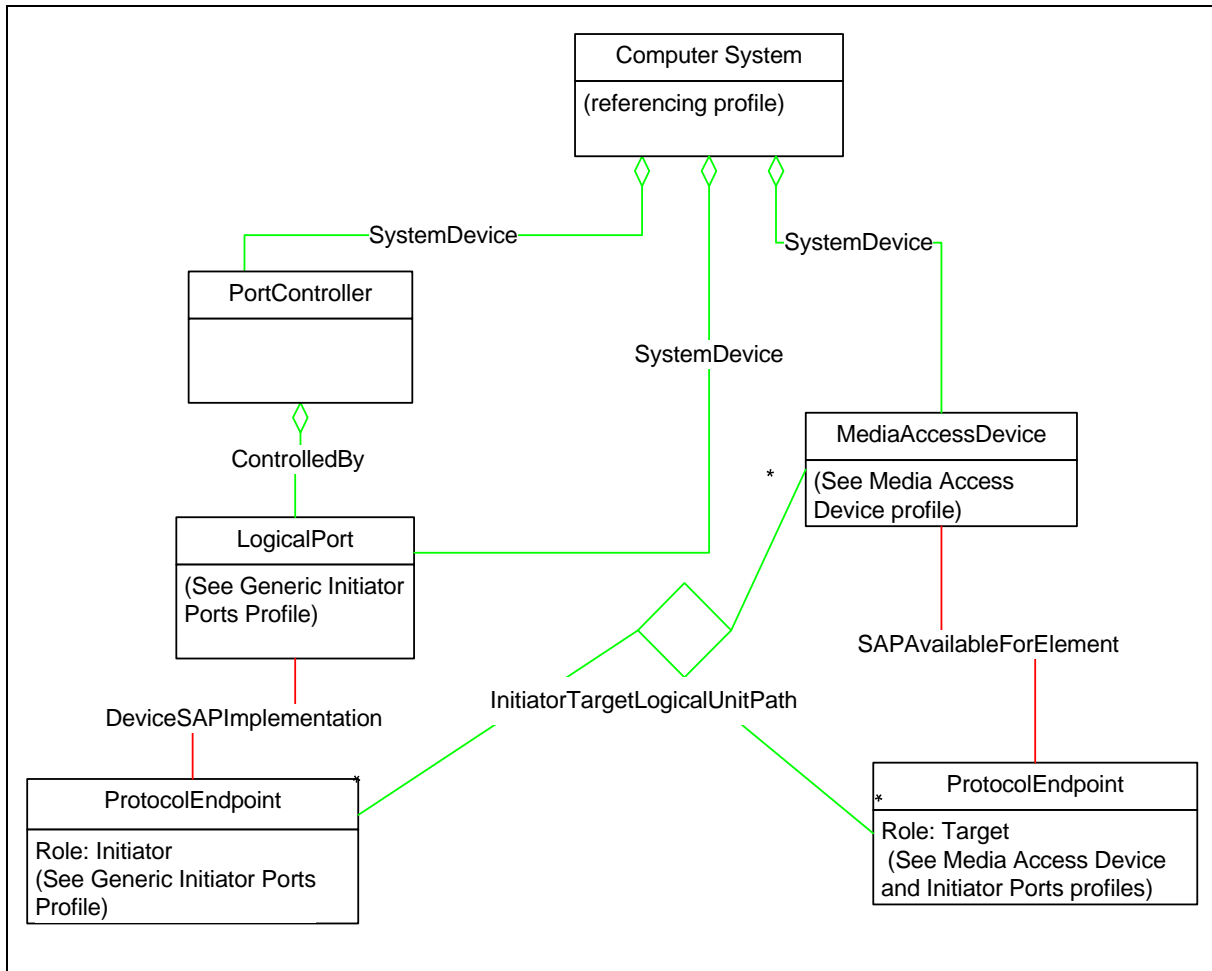 Computer System
(referencing profile)
SystemDevice
SystemDevice
PortController
SystemDevice
MediaAccessDevice
ControlledBy
*
(See Media Access
Device profile)
LogicalPort
(See Generic Initiator
Ports Profile)
SAPAvailableForElement
InitiatorTargetLogicalUnitPath
DeviceSAPImplementation
*
ProtocolEndpoint
Role: Initiator
(See Generic Initiator Ports
Profile)
ProtocolEndpoint
*
Role: Target
(See Media Access Device
and Initiator Ports profiles)